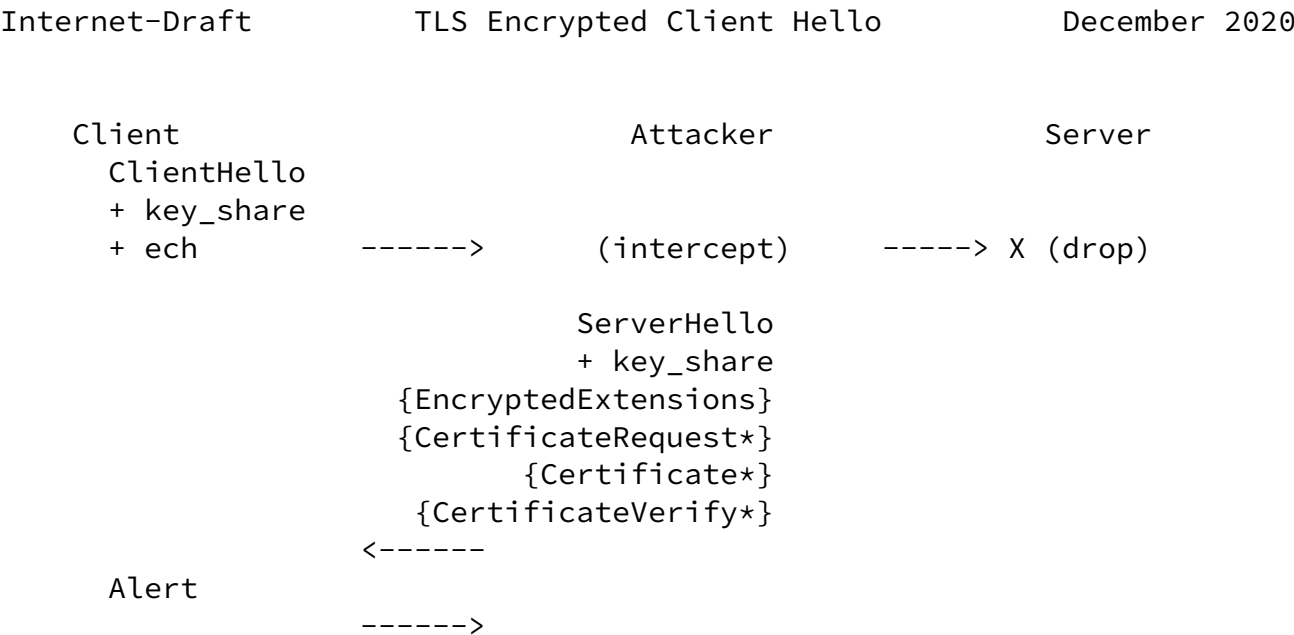 Internet-Draft         TLS Encrypted Client Hello          December 2020
    Client                         Attacker               Server
      ClientHello
      + key_share
      + ech         ------>      (intercept)     -----> X (drop)
                                ServerHello
                                + key_share
                      {EncryptedExtensions}
                      {CertificateRequest*}
                             {Certificate*}
                       {CertificateVerify*}
                    <------
      Alert
                    ------>